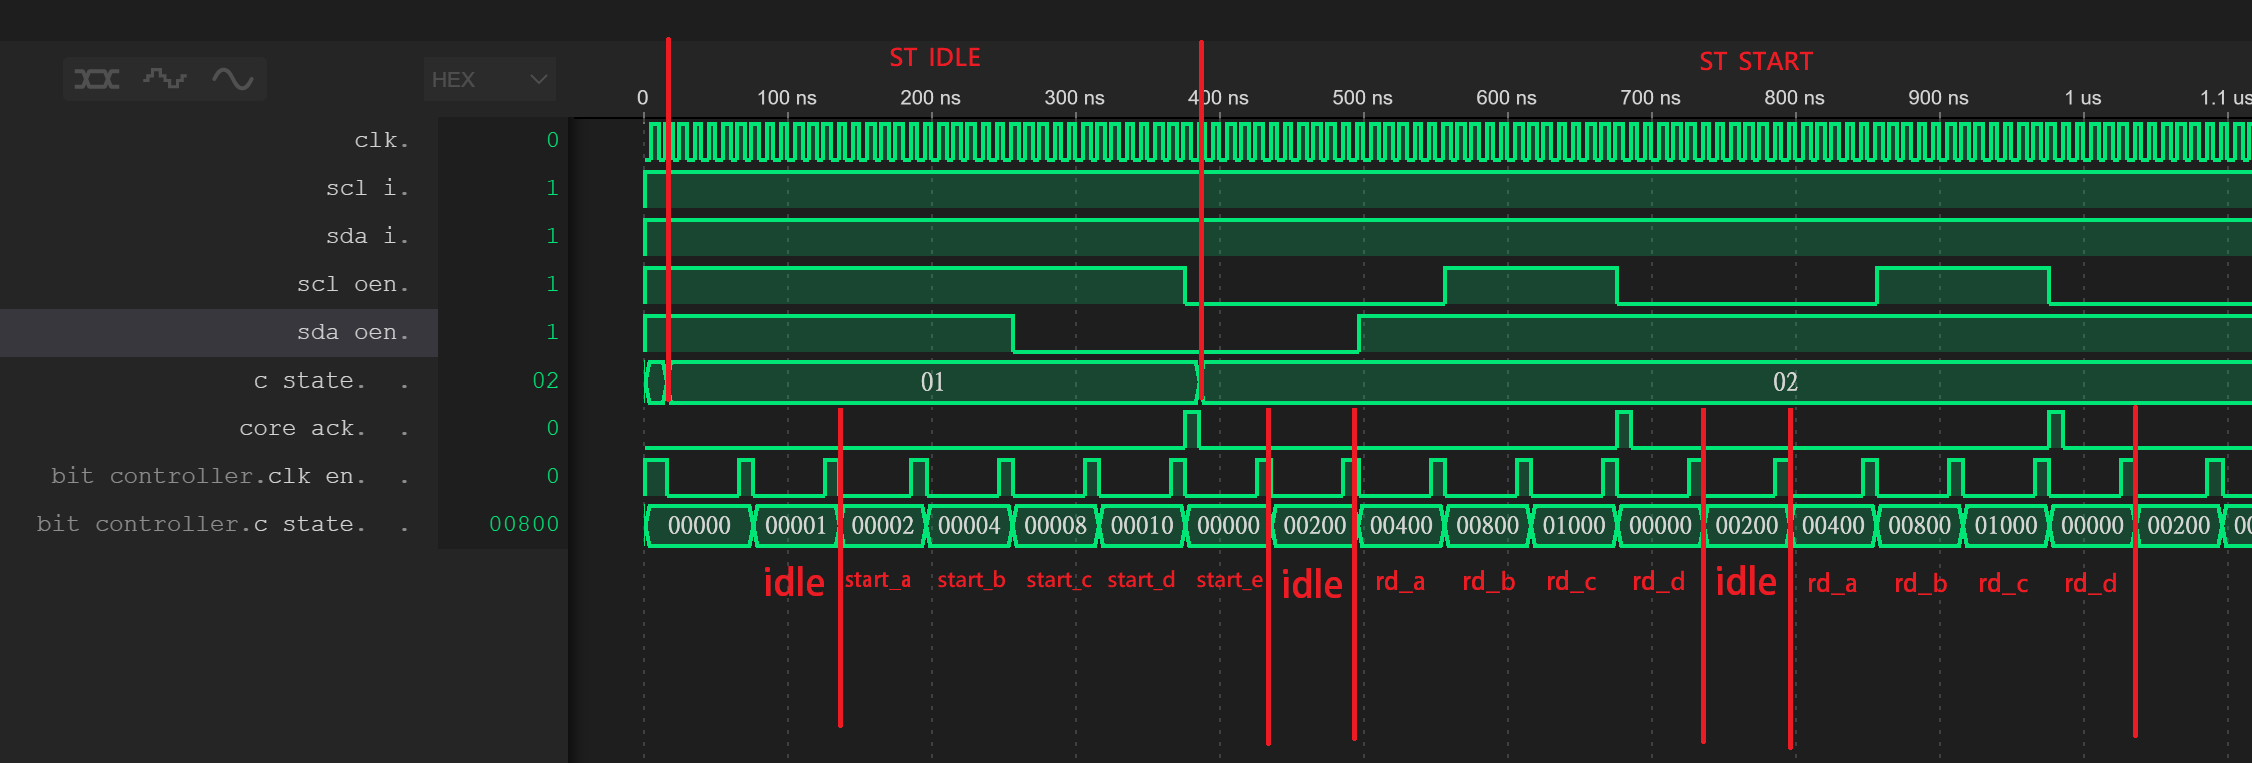 ST IDLE
ST START
HEX
0 100 ns 200 ns 300 ns 400 ns 500 ns 600 ns 700 ns 800 ns 900 ns 1 us 1.1 us
clk. 0
scl i. 1
sda i. 1
scl oen. 1
sda oen. 1
c state. . 02 01 02
core ack. . 0
bit controller.clk en. . 0
bit controller.c state. . 00800 00000 00001 00002 00004 00008 00010 00000 00200 00400 00800 01000 00000 00200 00400 00800 01000 00000 00200 00
idle start_a start_b start_c start_d start_e idle rd_a rd_b rd_c rd_d idle rd_a rd_b rd_c rd_d